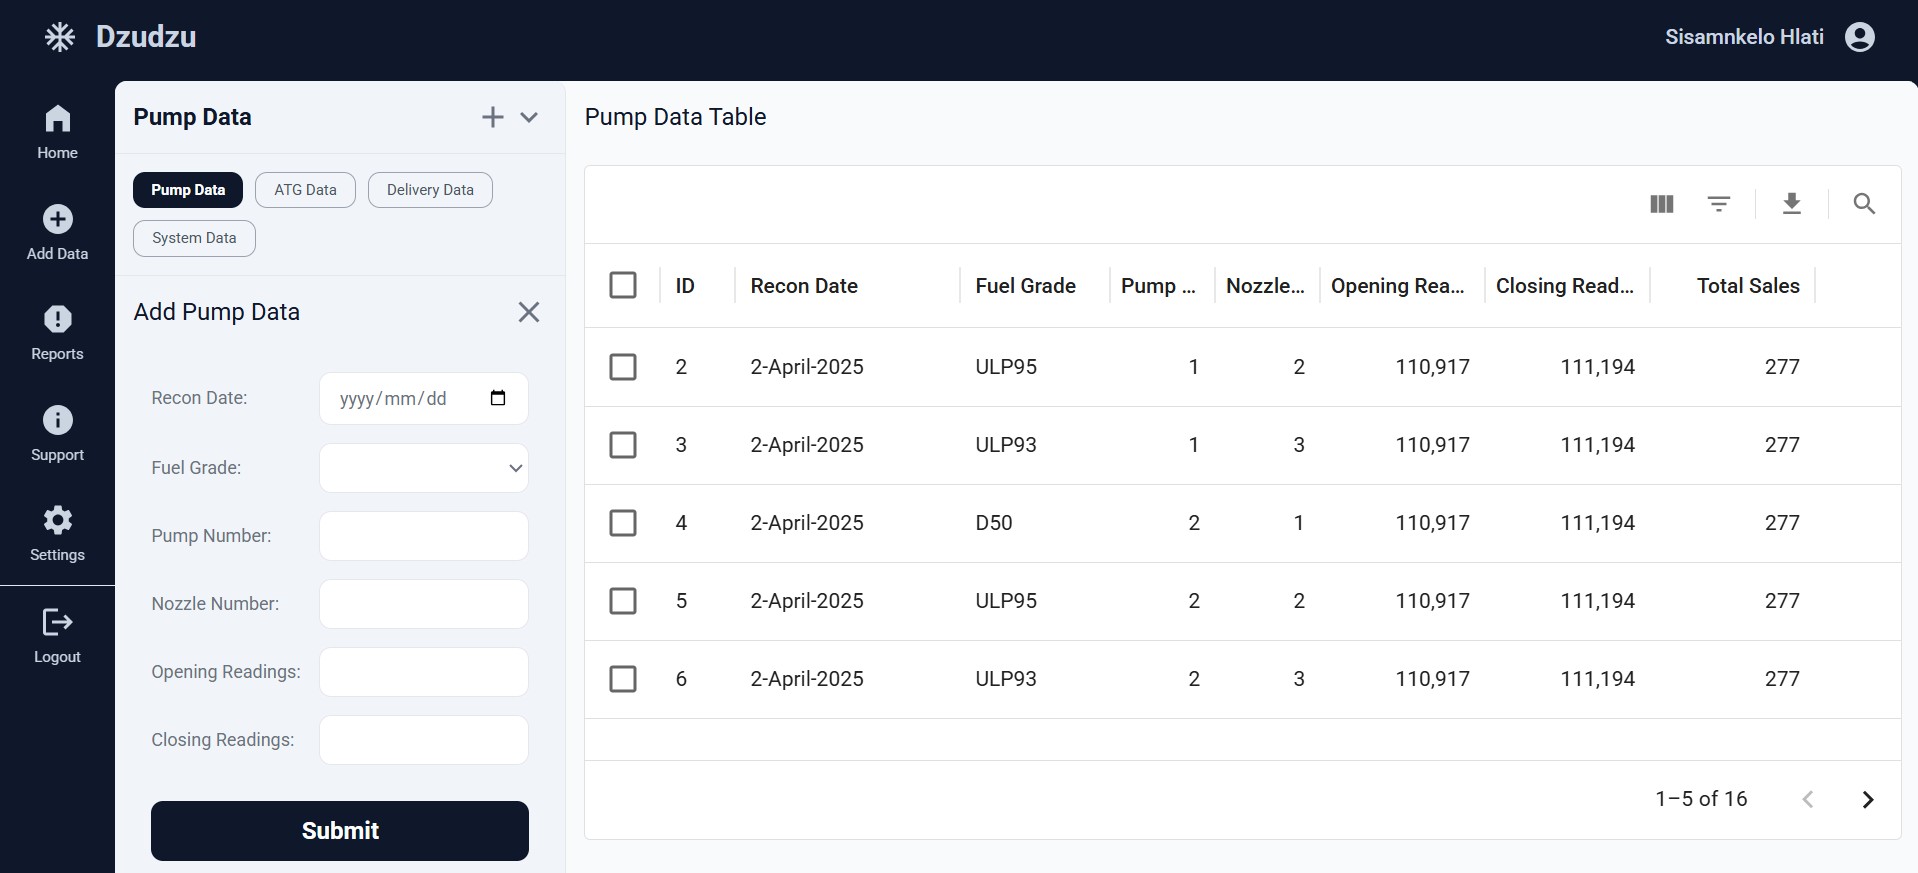 Dzudzu
Sisamnkelo Hlati
Home
Add Data
Reports
Support
Settings
Logout
Pump Data
Pump Data ATG Data Delivery Data
System Data
Add Pump Data
Recon Date: yyyy/mm/dd
Fuel Grade:
Pump Number:
Nozzle Number:
Opening Readings:
Closing Readings:
Submit
Pump Data Table
ID Recon Date Fuel Grade Pump ... Nozzle... Opening Rea... Closing Read... Total Sales
2 2-April-2025 ULP95 1 2 110,917 111,194 277
3 2-April-2025 ULP93 1 3 110,917 111,194 277
4 2-April-2025 D50 2 1 110,917 111,194 277
5 2-April-2025 ULP95 2 2 110,917 111,194 277
6 2-April-2025 ULP93 2 3 110,917 111,194 277
1–5 of 16